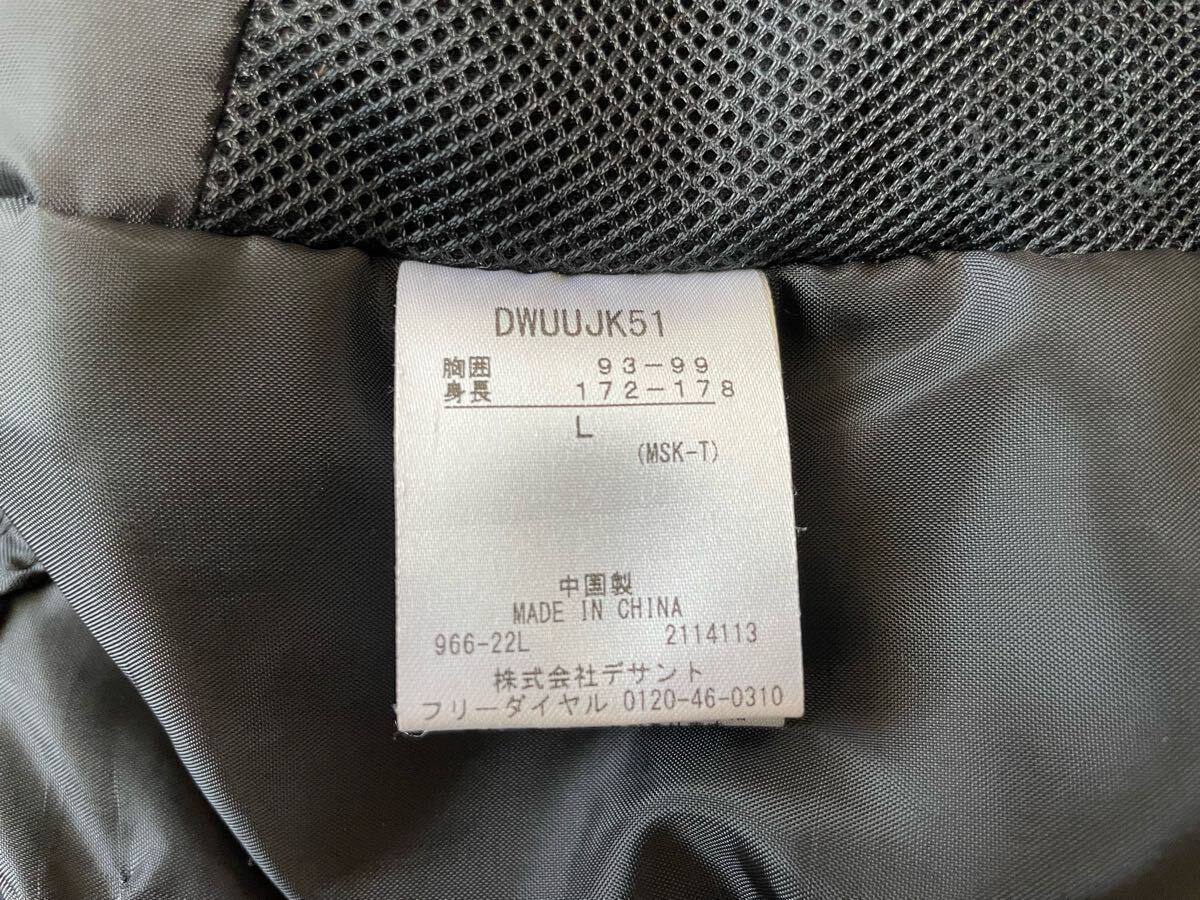 DWUUJK51
胸囲 93-99
身長 172-178
L
(MSK-T)
中国製
MADE IN CHINA
966-22L 2114113
株式会社デサント
フリーダイヤル 0120-46-0310